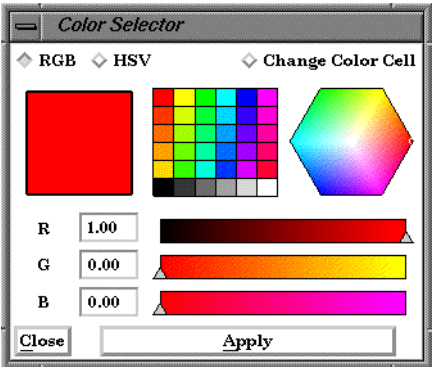 Color Selector
RGB HSV Change Color Cell
R 1.00
G 0.00
B 0.00
Close Apply